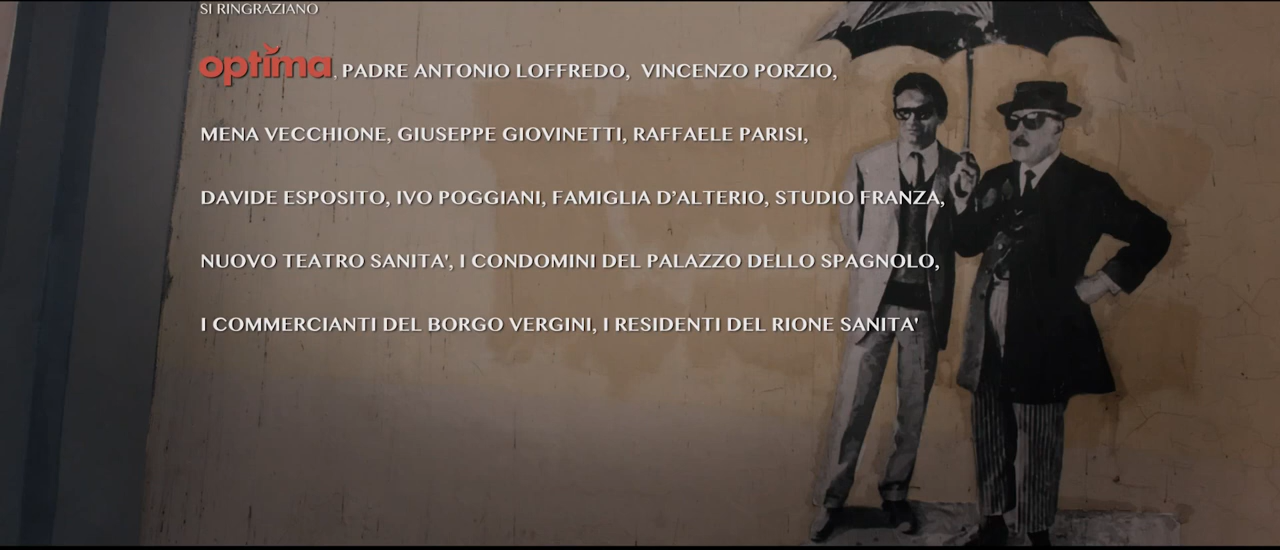 SI RINGRAZIANO
optima, PADRE ANTONIO LOFFREDO, VINCENZO PORZIO,
MENA VECCHIONE, GIUSEPPE GIOVINETTI, RAFFAELE PARISI,
DAVIDE ESPOSITO, IVO POGGIANI, FAMIGLIA D’ALTERIO, STUDIO FRANZA,
NUOVO TEATRO SANITA', I CONDOMINI DEL PALAZZO DELLO SPAGNOLO,
I COMMERCIANTI DEL BORGO VERGINI, I RESIDENTI DEL RIONE SANITA'